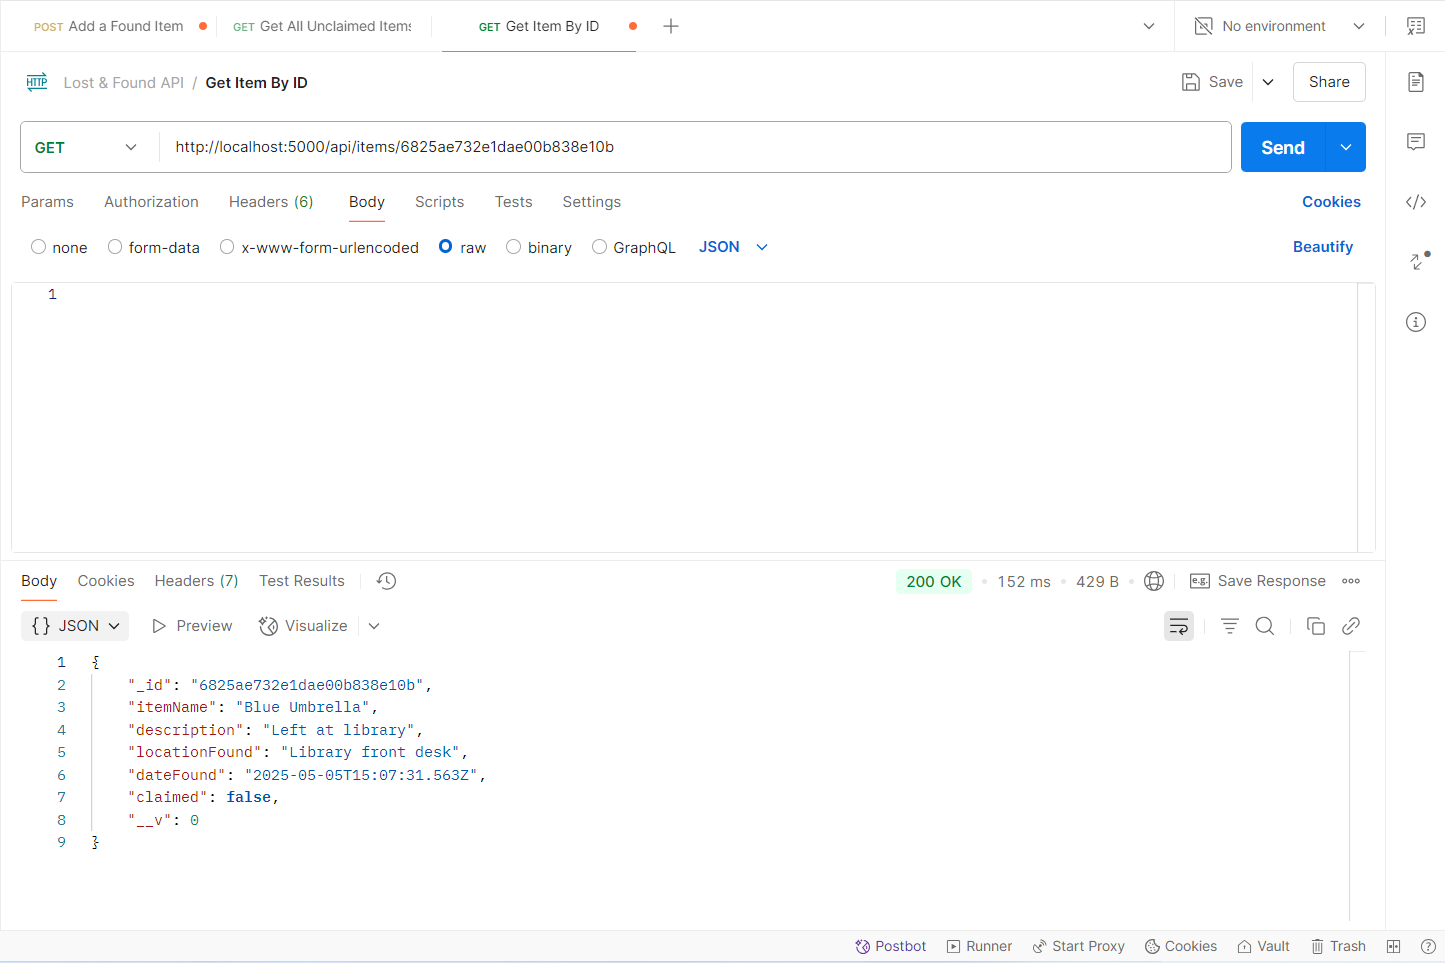 POST Add a Found Item GET Get All Unclaimed Items GET Get Item By ID No environment
HTTP Lost & Found API / Get Item By ID Save Share
GET http://localhost:5000/api/items/6825ae732e1dae00b838e10b Send
Params Authorization Headers (6) Body Scripts Tests Settings Cookies
none form-data x-www-form-urlencoded raw binary GraphQL JSON Beautify
1
Body Cookies Headers (7) Test Results 200 OK 152 ms 429 B e.g. Save Response
{} JSON Preview Visualize
1 {
2 "_id": "6825ae732e1dae00b838e10b",
3 "itemName": "Blue Umbrella",
4 "description": "Left at library",
5 "locationFound": "Library front desk",
6 "dateFound": "2025-05-05T15:07:31.563Z",
7 "claimed": false,
8 "__v": 0
9 }
Postbot Runner Start Proxy Cookies Vault Trash